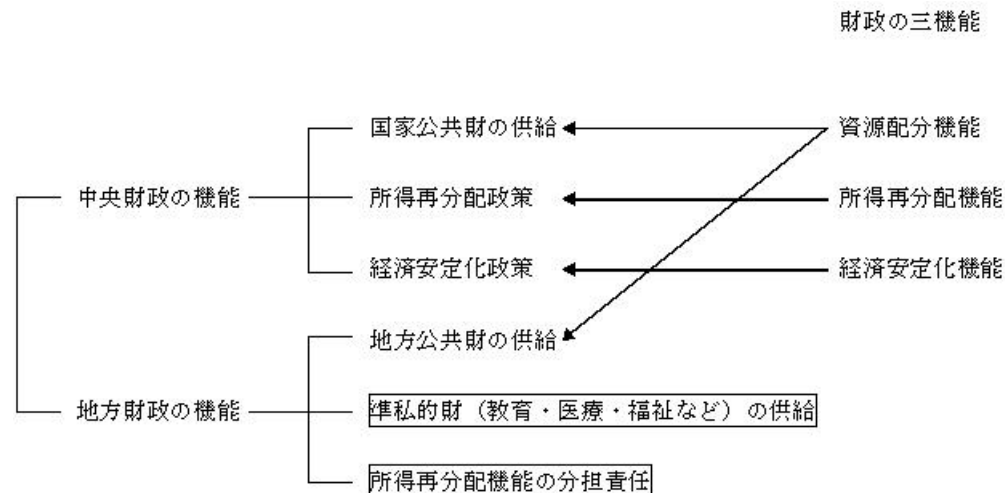 財政の三機能
国家公共財の供給 資源配分機能
中央財政の機能 所得再分配政策 所得再分配機能
経済安定化政策 経済安定化機能
地方公共財の供給
地方財政の機能 準私的財（教育・医療・福祉など）の供給
所得再分配機能の分担責任